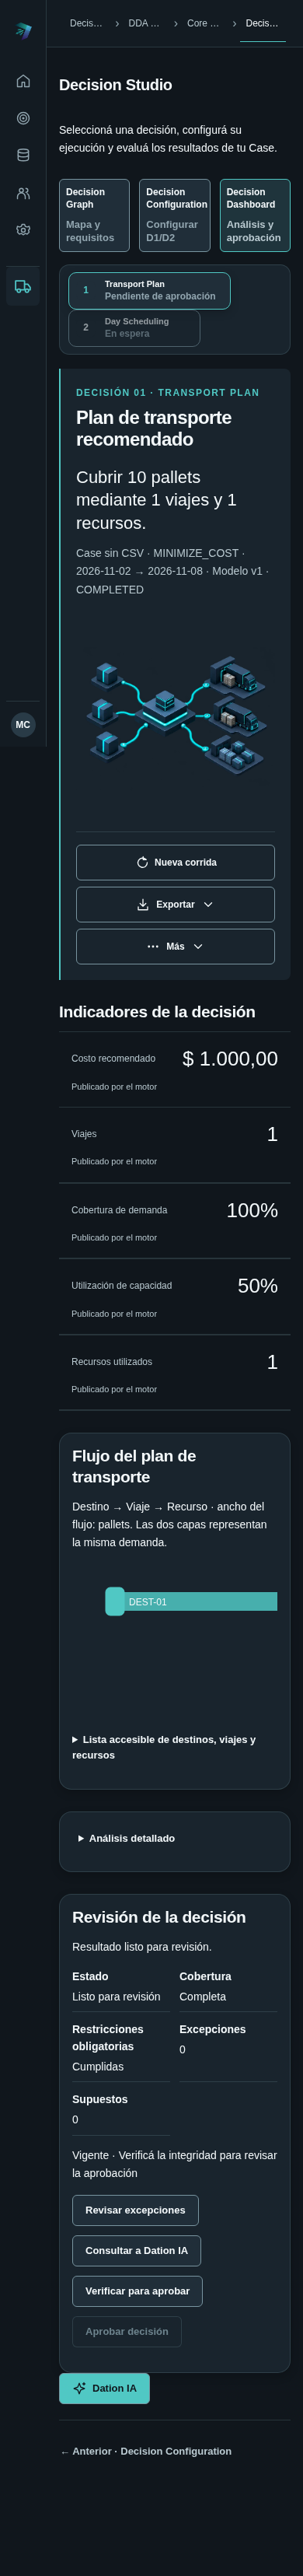 Decis... › DDA ... › Core ... › Decis...
Decision Studio
Seleccioná una decisión, configurá su
ejecución y evaluá los resultados de tu Case.
Decision
Graph
Mapa y
requisitos
Decision
Configuration
Configurar
D1/D2
Decision
Dashboard
Análisis y
aprobación
1
Transport Plan
Pendiente de aprobación
2
Day Scheduling
En espera
DECISIÓN 01 · TRANSPORT PLAN
Plan de transporte
recomendado
Cubrir 10 pallets
mediante 1 viajes y 1
recursos.
Case sin CSV · MINIMIZE_COST ·
2026-11-02 → 2026-11-08 · Modelo v1 ·
COMPLETED
MC
Nueva corrida
Exportar
Más
Indicadores de la decisión
Costo recomendado $ 1.000,00
Publicado por el motor
Viajes 1
Publicado por el motor
Cobertura de demanda 100%
Publicado por el motor
Utilización de capacidad 50%
Publicado por el motor
Recursos utilizados 1
Publicado por el motor
Flujo del plan de
transporte
Destino → Viaje → Recurso · ancho del
flujo: pallets. Las dos capas representan
la misma demanda.
DEST-01
▶ Lista accesible de destinos, viajes y
recursos
▶ Análisis detallado
Revisión de la decisión
Resultado listo para revisión.
Estado
Listo para revisión
Cobertura
Completa
Restricciones
obligatorias
Cumplidas
Excepciones
0
Supuestos
0
Vigente · Verificá la integridad para revisar
la aprobación
Revisar excepciones
Consultar a Dation IA
Verificar para aprobar
Aprobar decisión
Dation IA
← Anterior · Decision Configuration